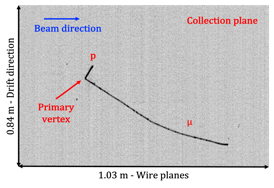 Beam direction
Collection plane
p
Primary
vertex
μ
0.84 m - Drift direction
1.03 m - Wire planes